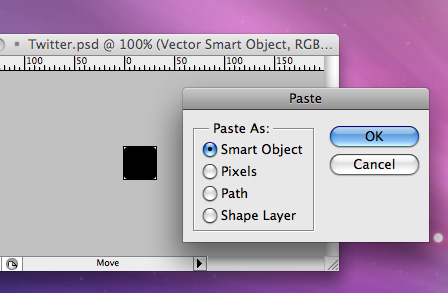 Twitter.psd @ 100% (Vector Smart Object, RGB...
100 50 0 50 100 150
Paste
Paste As:
Smart Object
Pixels
Path
Shape Layer
OK
Cancel
Move